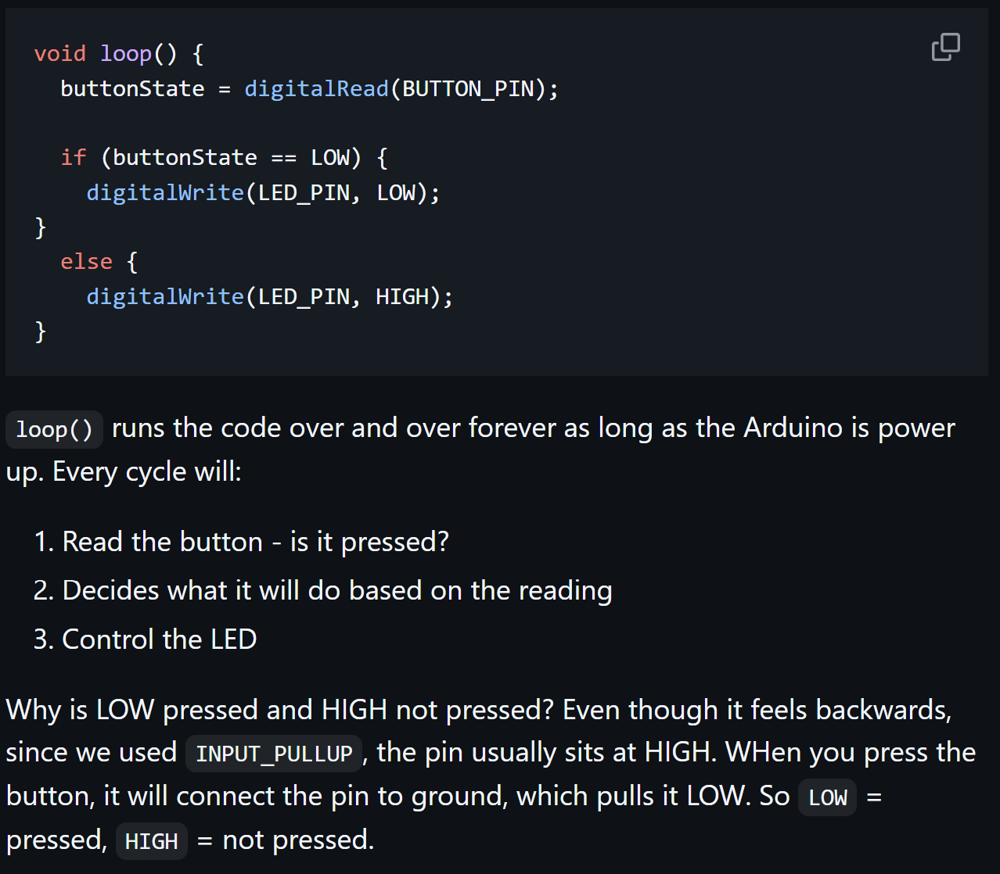 void loop() {
  buttonState = digitalRead(BUTTON_PIN);

  if (buttonState == LOW) {
    digitalWrite(LED_PIN, LOW);
}
  else {
    digitalWrite(LED_PIN, HIGH);
}
loop() runs the code over and over forever as long as the Arduino is power
up. Every cycle will:
1. Read the button - is it pressed?
2. Decides what it will do based on the reading
3. Control the LED
Why is LOW pressed and HIGH not pressed? Even though it feels backwards,
since we used INPUT_PULLUP, the pin usually sits at HIGH. WHen you press the
button, it will connect the pin to ground, which pulls it LOW. So LOW =
pressed, HIGH = not pressed.